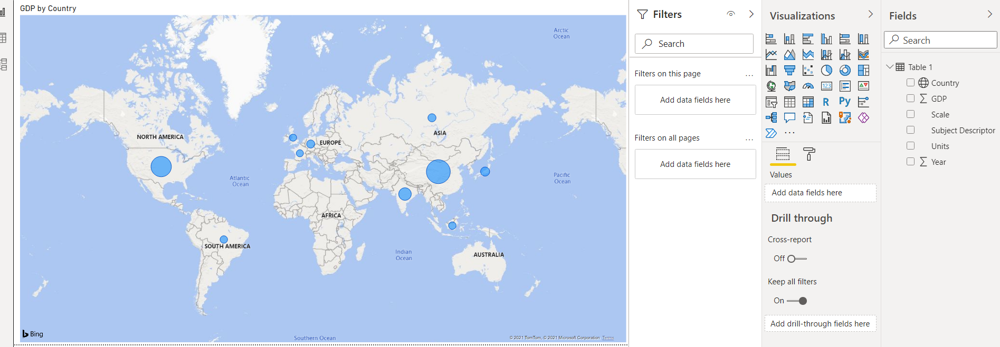 GDP by Country
Arctic
Ocean
NORTH AMERICA
EUROPE
ASIA
Atlantic
Ocean
Pacific
Ocean
AFRICA
SOUTH AMERICA
Indian
Ocean
AUSTRALIA
Bing
Southern Ocean
© 2021 TomTom, © 2021 Microsoft Corporation Terms
Filters
Search
Filters on this page
...
Add data fields here
Filters on all pages
...
Add data fields here
Visualizations
123
R
Py
...
Values
Add data fields here
Drill through
Cross-report
Off
Keep all filters
On
Add drill-through fields here
Fields
Search
Table 1
Country
GDP
Scale
Subject Descriptor
Units
Year